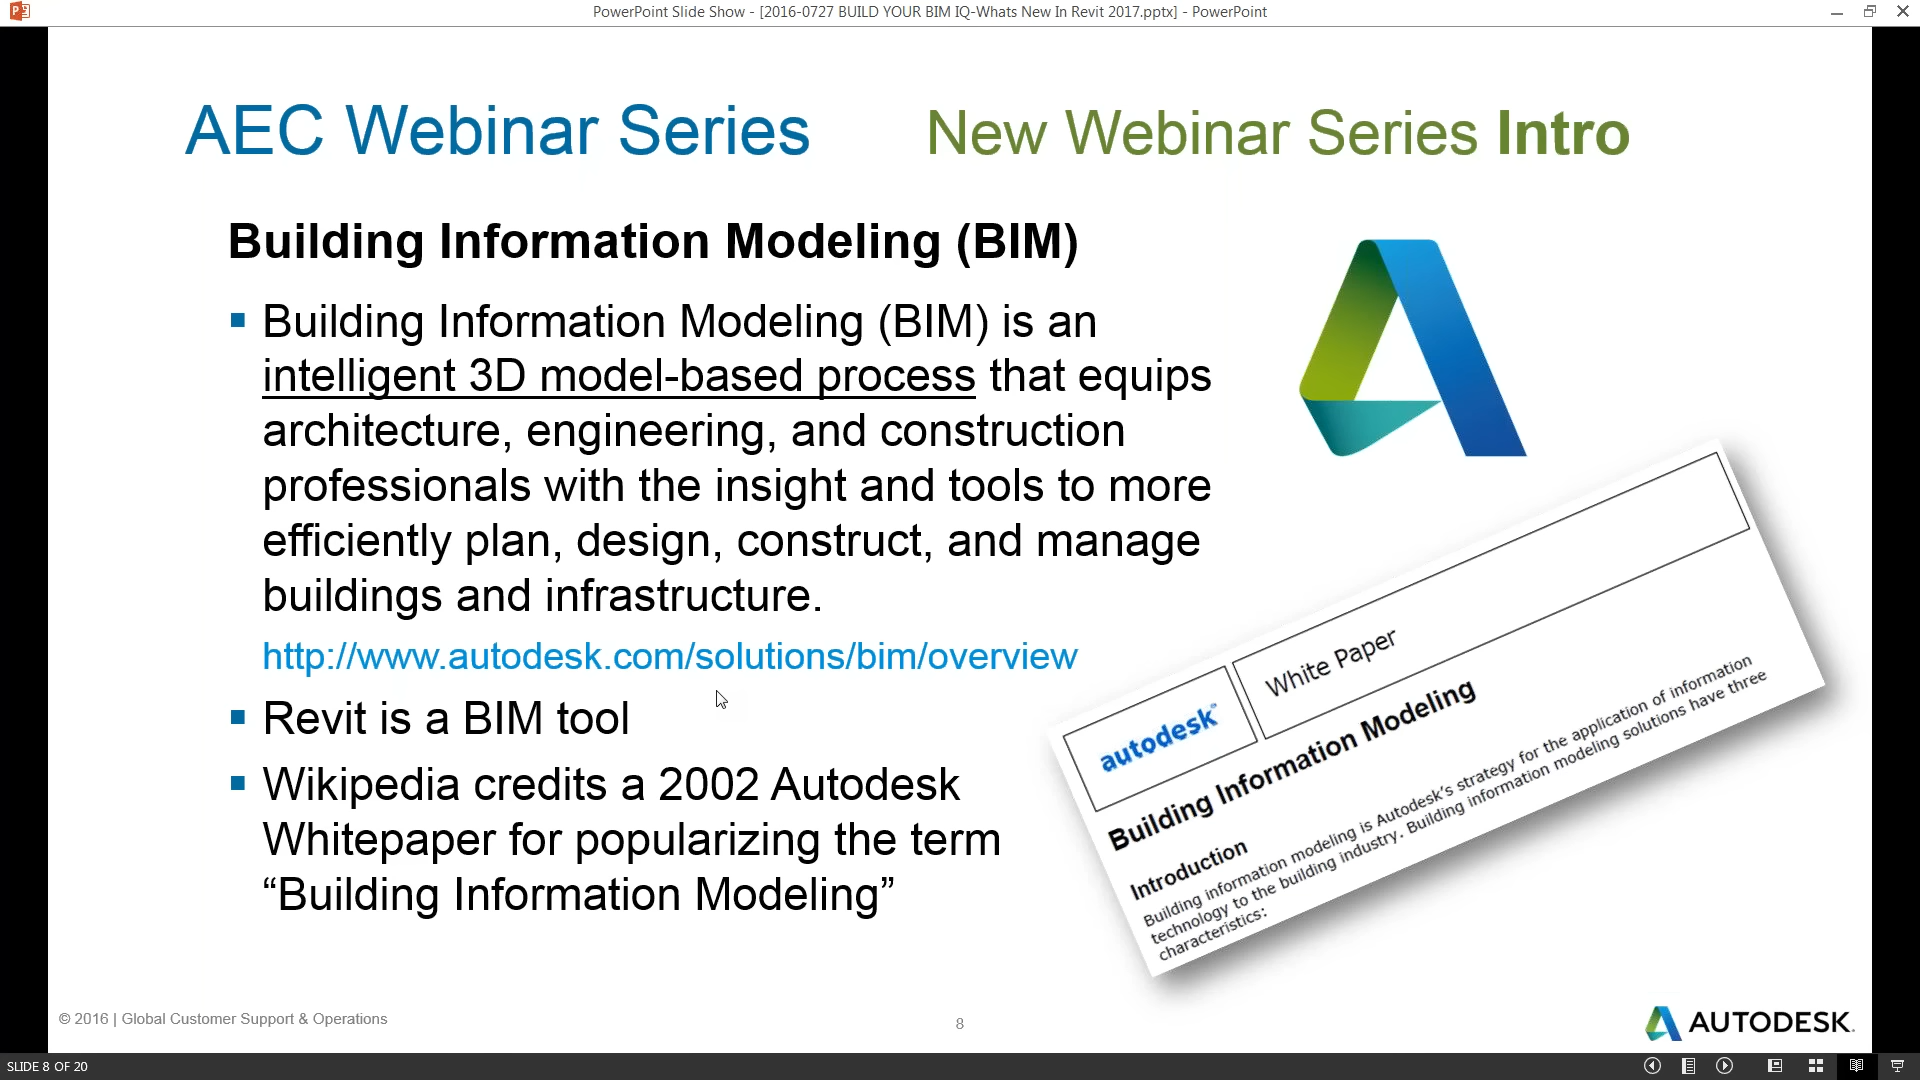 PowerPoint Slide Show - [2016-0727 BUILD YOUR BIM IQ-Whats New In Revit 2017.pptx] - PowerPoint
AEC Webinar Series
New Webinar Series Intro
Building Information Modeling (BIM)
Building Information Modeling (BIM) is an
intelligent 3D model-based process that equips
architecture, engineering, and construction
professionals with the insight and tools to more
efficiently plan, design, construct, and manage
buildings and infrastructure.
http://www.autodesk.com/solutions/bim/overview
Revit is a BIM tool
Wikipedia credits a 2002 Autodesk
Whitepaper for popularizing the term
“Building Information Modeling”
autodesk®
White Paper
Building Information Modeling
Introduction
Building information modeling is Autodesk’s strategy for the application of information
technology to the building industry. Building information modeling solutions have three
characteristics:
© 2016 | Global Customer Support & Operations
8
AUTODESK.
SLIDE 8 OF 20